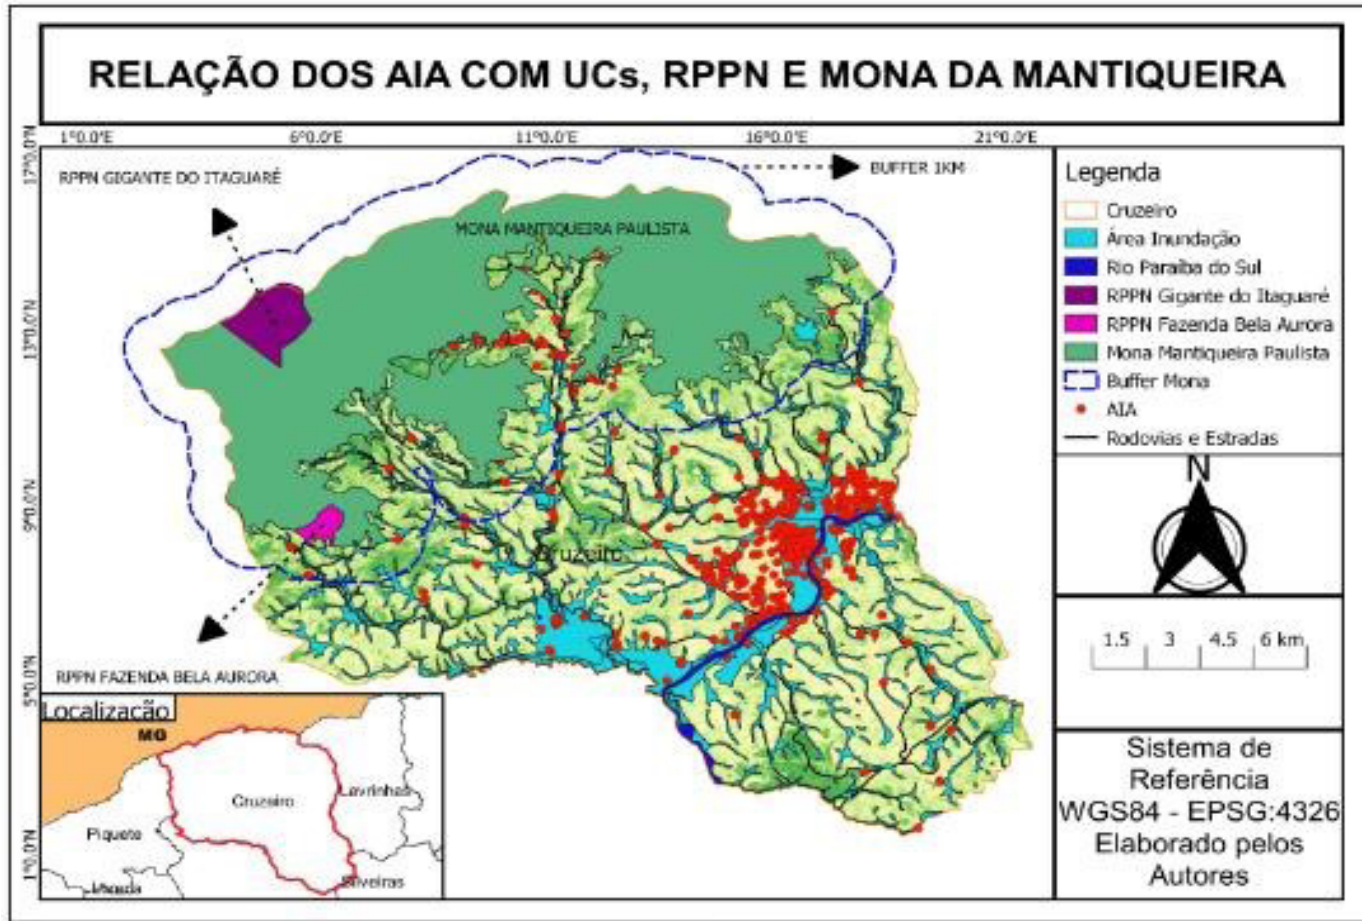 RELAÇÃO DOS AIA COM UCs, RPPN E MONA DA MANTIQUEIRA
1°0.0'E 6°0.0'E 11°0.0'E 16°0.0'E 21°0.0'E
17°0.0'N
13°0.0'N
9°0.0'N
5°0.0'N
1°0.0'N
RPPN GIGANTE DO ITAGUARÉ
BUFFER 1KM
MONA MANTIQUEIRA PAULISTA
Cruzeiro
RPPN FAZENDA BELA AURORA
Localização
MG
Cruzeiro
Lavrinhas
Piquete
Silveiras
Legenda
Cruzeiro
Área Inundação
Rio Paraíba do Sul
RPPN Gigante do Itaguaré
RPPN Fazenda Bela Aurora
Mona Mantiqueira Paulista
Buffer Mona
AIA
Rodovias e Estradas
N
1.5 3 4.5 6 km
Sistema de
Referência
WGS84 - EPSG:4326
Elaborado pelos
Autores